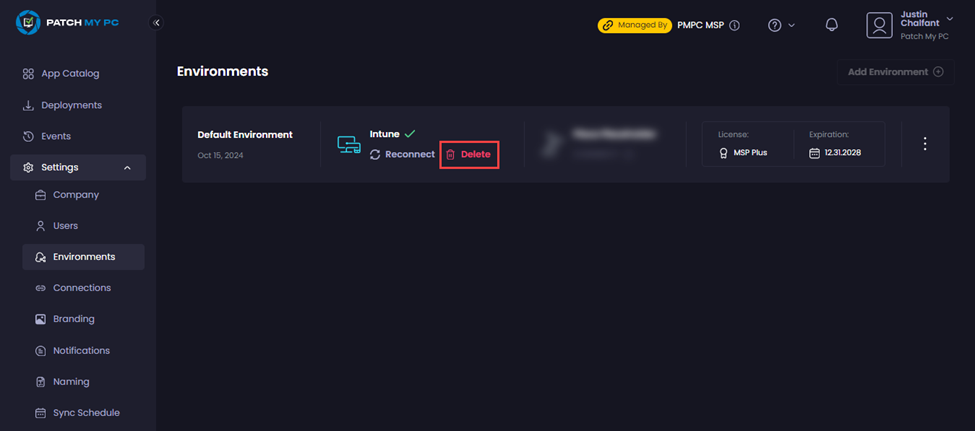 PATCH MY PC
Managed By PMPC MSP
Justin
Chalfant
Patch My PC
App Catalog
Deployments
Events
Settings
Company
Users
Environments
Connections
Branding
Notifications
Naming
Sync Schedule
Environments
Add Environment
Default Environment
Oct 15, 2024
Intune
Reconnect Delete
License: Expiration:
MSP Plus 12.31.2028